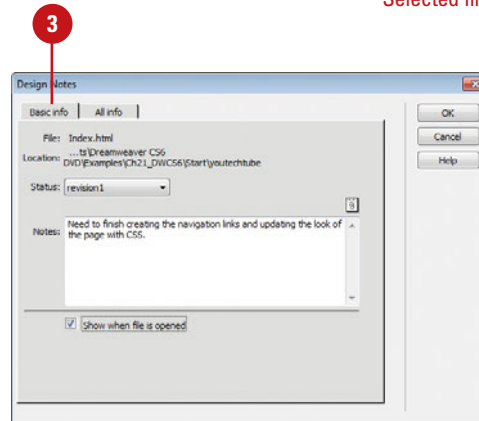 Selected fil
3
Design Notes
Basic info
All info
OK
Cancel
Help
File: Index.html
Location: ...ts\Dreamweaver CS6
DVD\Examples\Ch21_DWCS6\Start\youtechtube
Status: revision1
Notes: Need to finish creating the navigation links and updating the look of
the page with CSS.
Show when file is opened